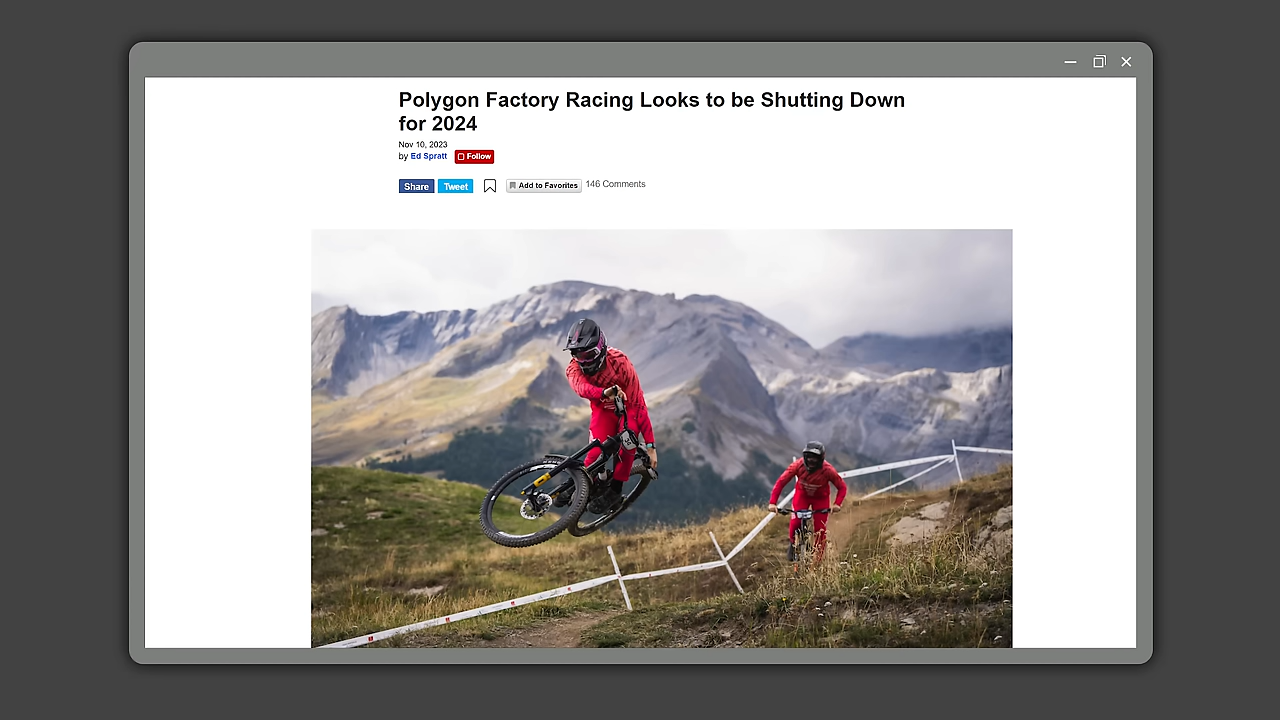 Polygon Factory Racing Looks to be Shutting Down
for 2024
Nov 10, 2023
by Ed Spratt Follow
Share Tweet Add to Favorites 146 Comments